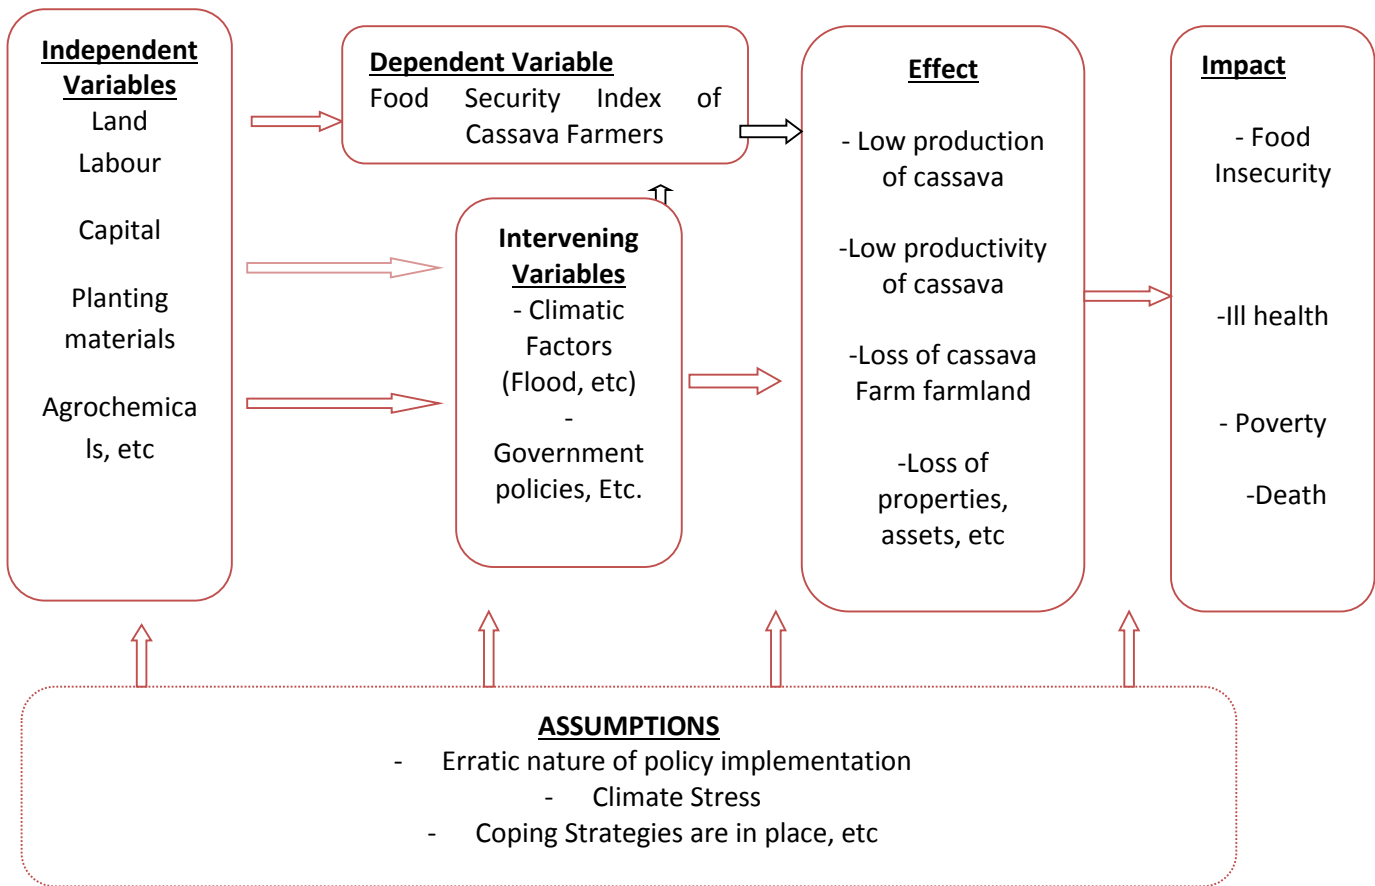 Independent
Variables
Land
Labour
Capital
Planting
materials
Agrochemica
ls, etc
Dependent Variable
Food Security Index of
Cassava Farmers
Intervening
Variables
- Climatic
Factors
(Flood, etc)
-
Government
policies, Etc.
Effect
- Low production
of cassava
-Low productivity
of cassava
-Loss of cassava
Farm farmland
-Loss of
properties,
assets, etc
Impact
- Food
Insecurity
-Ill health
- Poverty
-Death
ASSUMPTIONS
- Erratic nature of policy implementation
- Climate Stress
- Coping Strategies are in place, etc